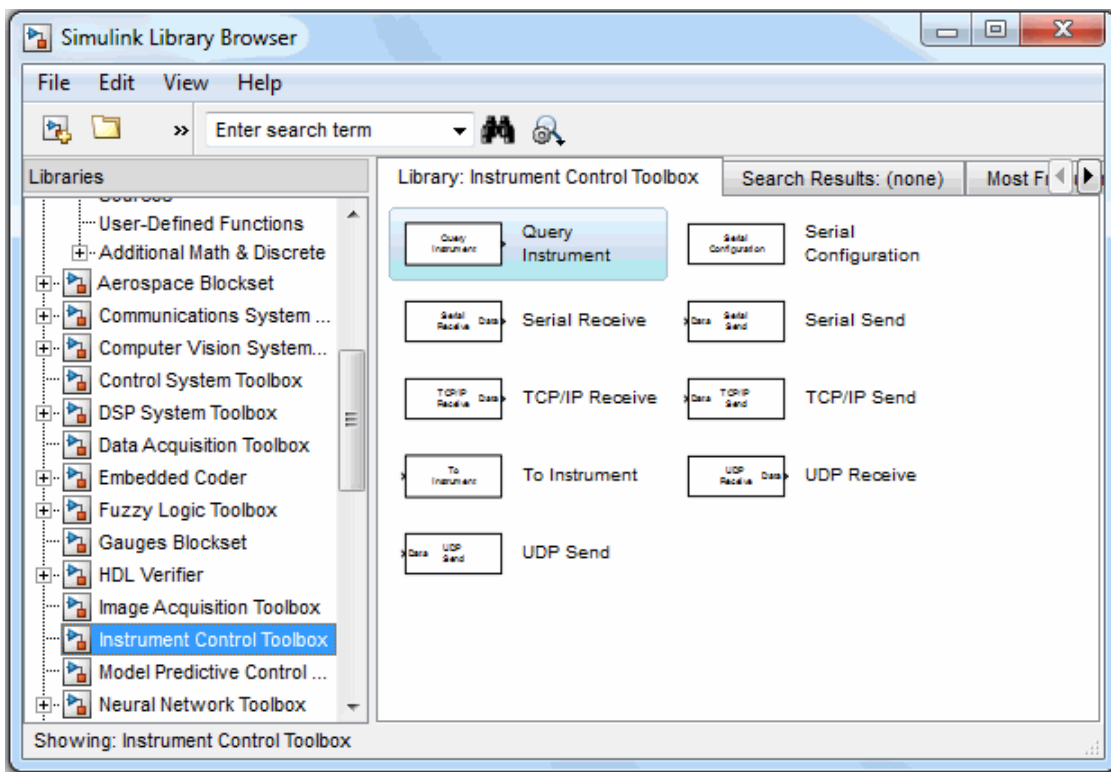 Simulink Library Browser
File Edit View Help
» Enter search term
Libraries
Library: Instrument Control Toolbox
Search Results: (none)
Most
User-Defined Functions
Additional Math & Discrete
Aerospace Blockset
Communications System ...
Computer Vision System...
Control System Toolbox
DSP System Toolbox
Data Acquisition Toolbox
Embedded Coder
Fuzzy Logic Toolbox
Gauges Blockset
HDL Verifier
Image Acquisition Toolbox
Instrument Control Toolbox
Model Predictive Control ...
Neural Network Toolbox
Query
Instrument
Query
Instrument
Serial
Configuration
Serial
Configuration
Serial
Receive
Data
Serial Receive
Data
Serial
Send
Serial Send
TCP/IP
Receive
Data
TCP/IP Receive
Data
TCP/IP
Send
TCP/IP Send
To
Instrument
To Instrument
UDP
Receive
Data
UDP Receive
Data
UDP
Send
UDP Send
Showing: Instrument Control Toolbox